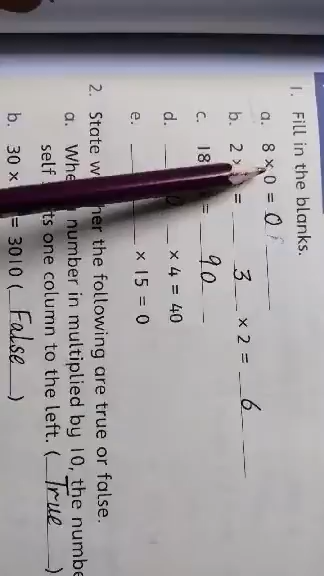 1. Fill in the blanks.
a. 8 × 0 = 0
b. 2 × = 3 × 2 = 6
c. 18 = 90
d. × 4 = 40
e. × 15 = 0
2. State w her the following are true or false.
a. Whe number in multiplied by 10, the numbe
self ts one column to the left. ( True )
b. 30 × = 3010 ( False )